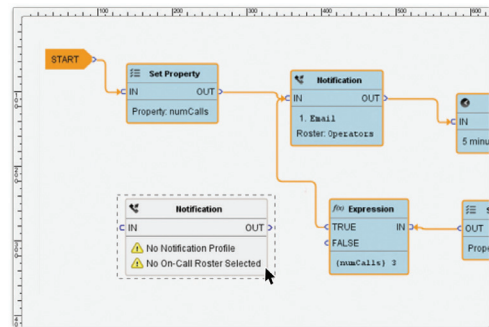 100 200 300 400 500 600
START
Set Property
IN OUT
Property: numCalls
Notification
IN OUT
1. Email
Roster: Operators
IN
5 minu
Notification
IN OUT
No Notification Profile
No On-Call Roster Selected
f(x) Expression
TRUE IN
FALSE
{numCalls} 3
S
OUT
Prope